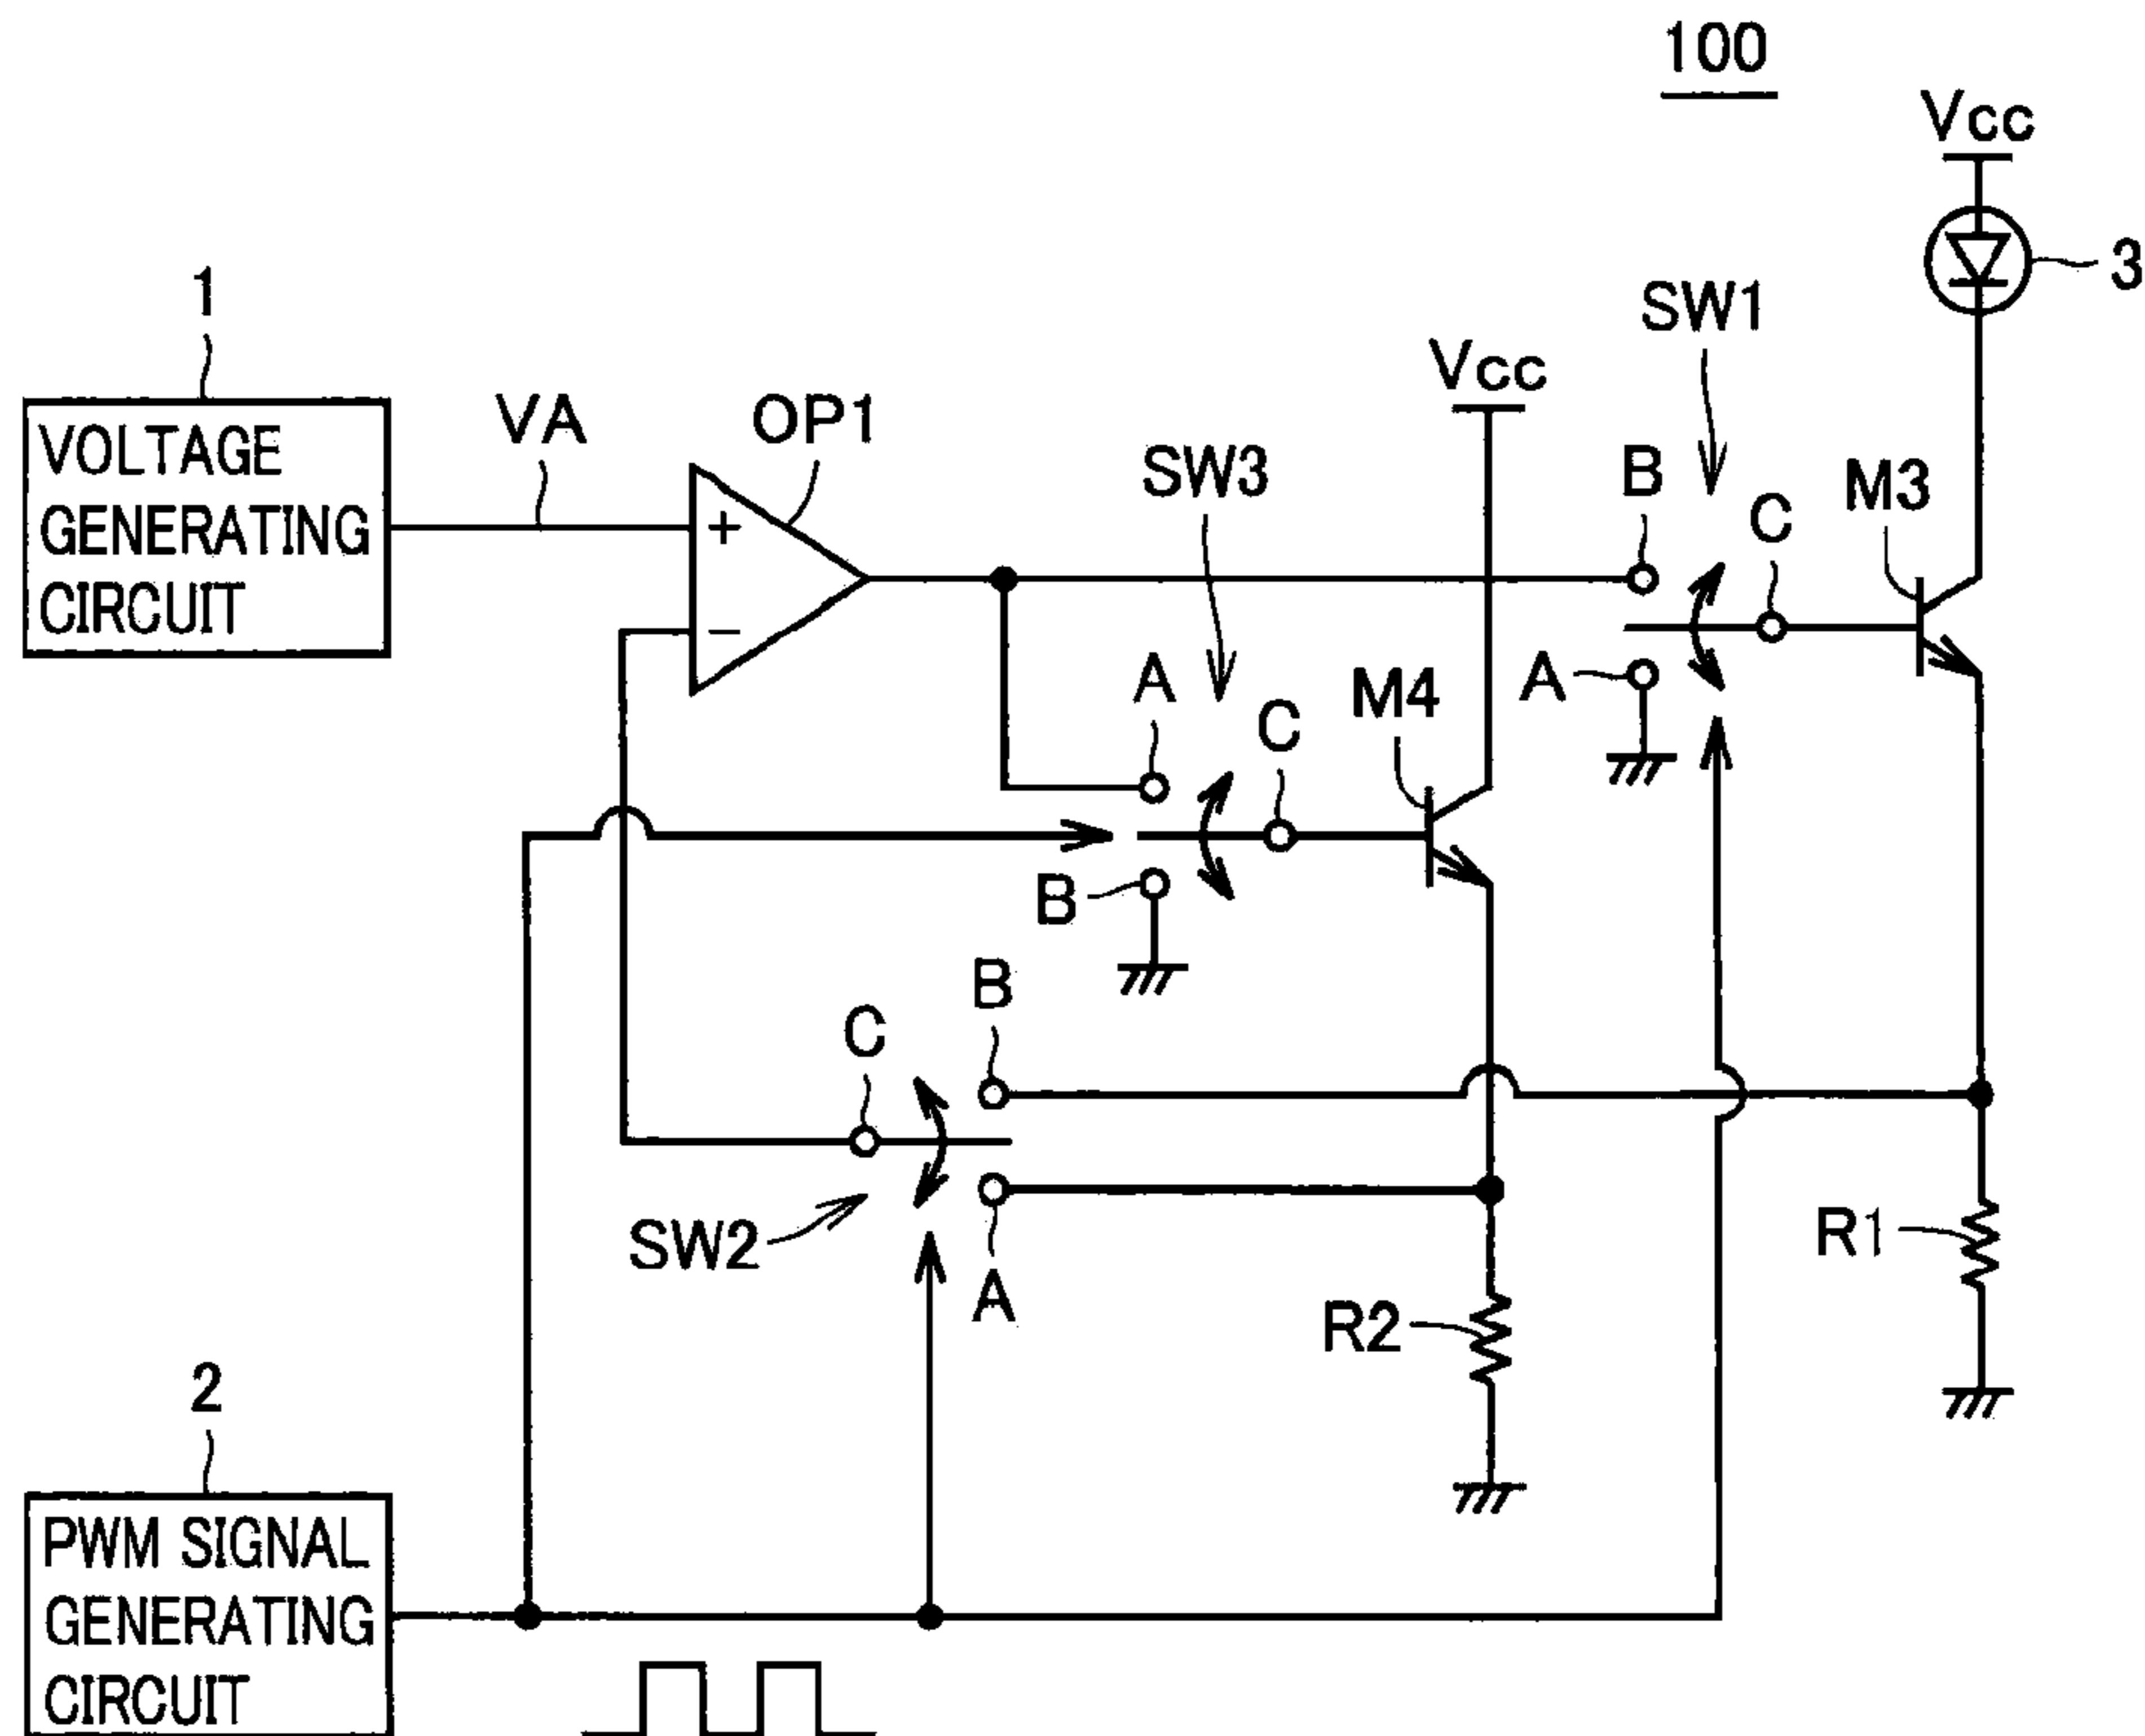 100
Vcc
3
1
SW1
Vcc
VA
OP1
VOLTAGE
GENERATING
CIRCUIT
SW3
B
M3
C
+
−
A
A
M4
C
B
B
C
SW2
A
R1
R2
2
PWM SIGNAL
GENERATING
CIRCUIT